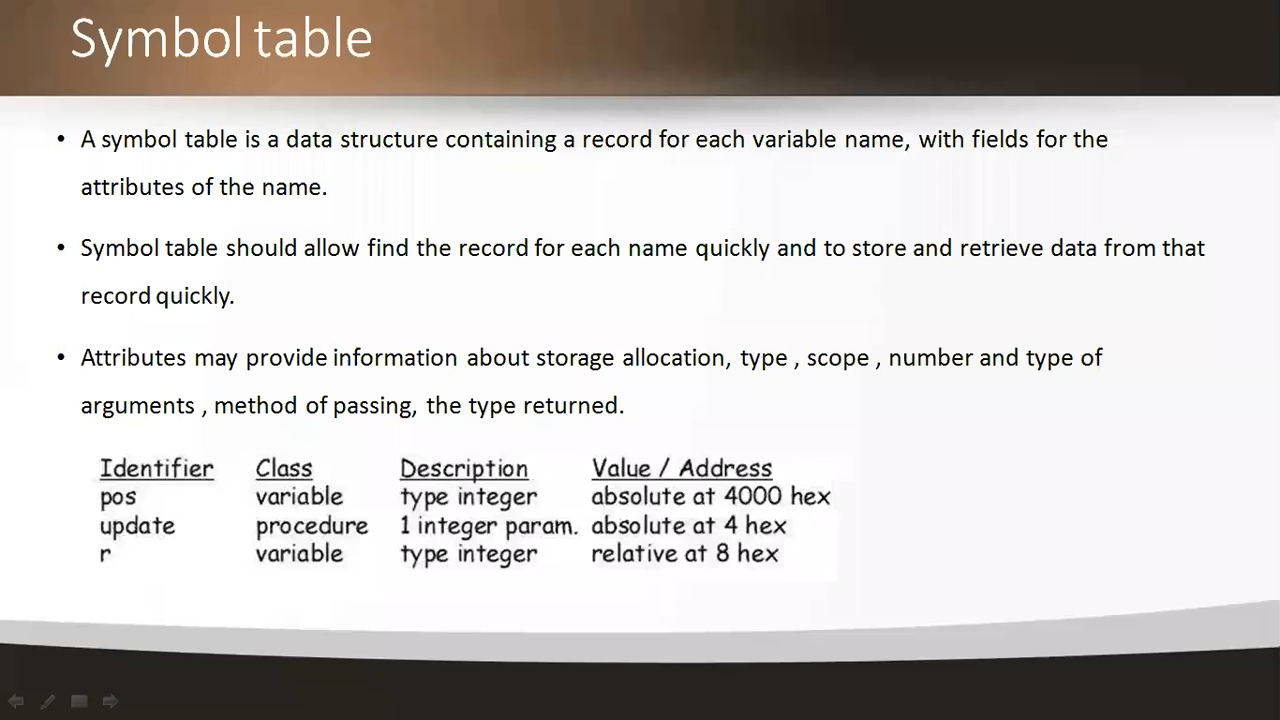 Symbol table
• A symbol table is a data structure containing a record for each variable name, with fields for the
attributes of the name.
• Symbol table should allow find the record for each name quickly and to store and retrieve data from that
record quickly.
• Attributes may provide information about storage allocation, type , scope , number and type of
arguments , method of passing, the type returned.
Identifier Class Description Value / Address
pos variable type integer absolute at 4000 hex
update procedure 1 integer param. absolute at 4 hex
r variable type integer relative at 8 hex